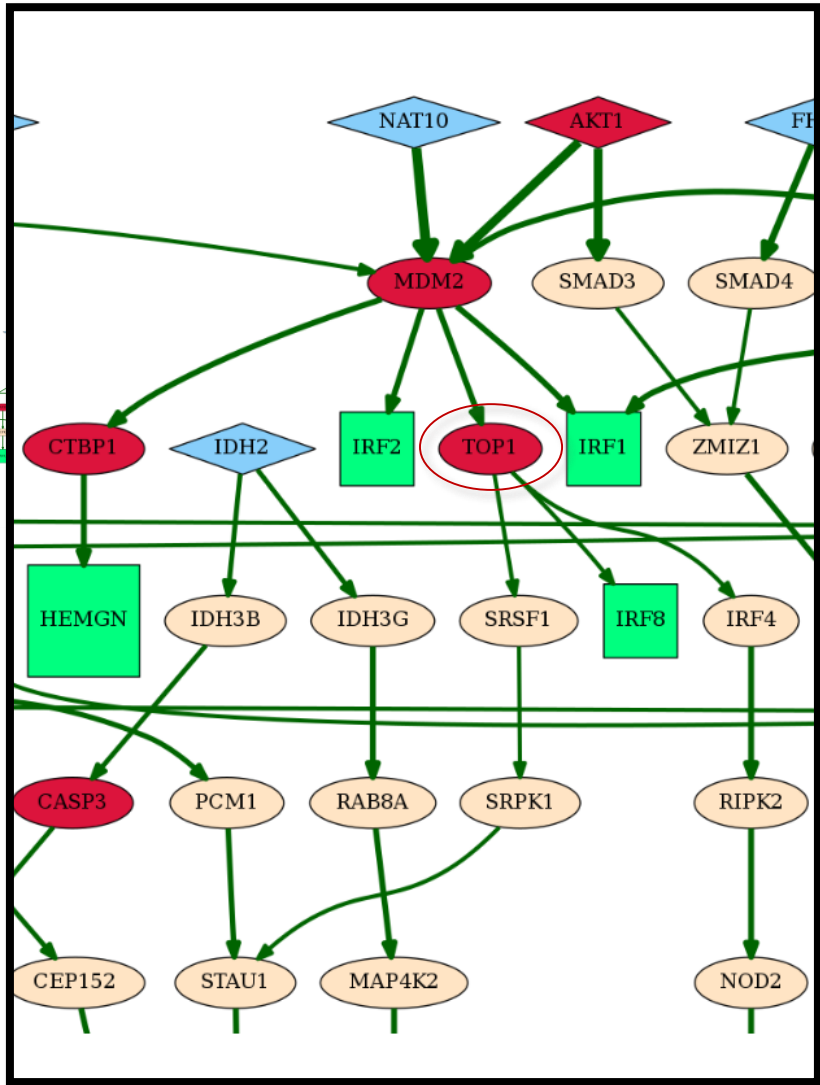 NAT10
AKT1
MDM2
SMAD3
SMAD4
CTBP1
IDH2
IRF2
TOP1
IRF1
ZMIZ1
HEMGN
IDH3B
IDH3G
SRSF1
IRF8
IRF4
CASP3
PCM1
RAB8A
SRPK1
RIPK2
CEP152
STAU1
MAP4K2
NOD2